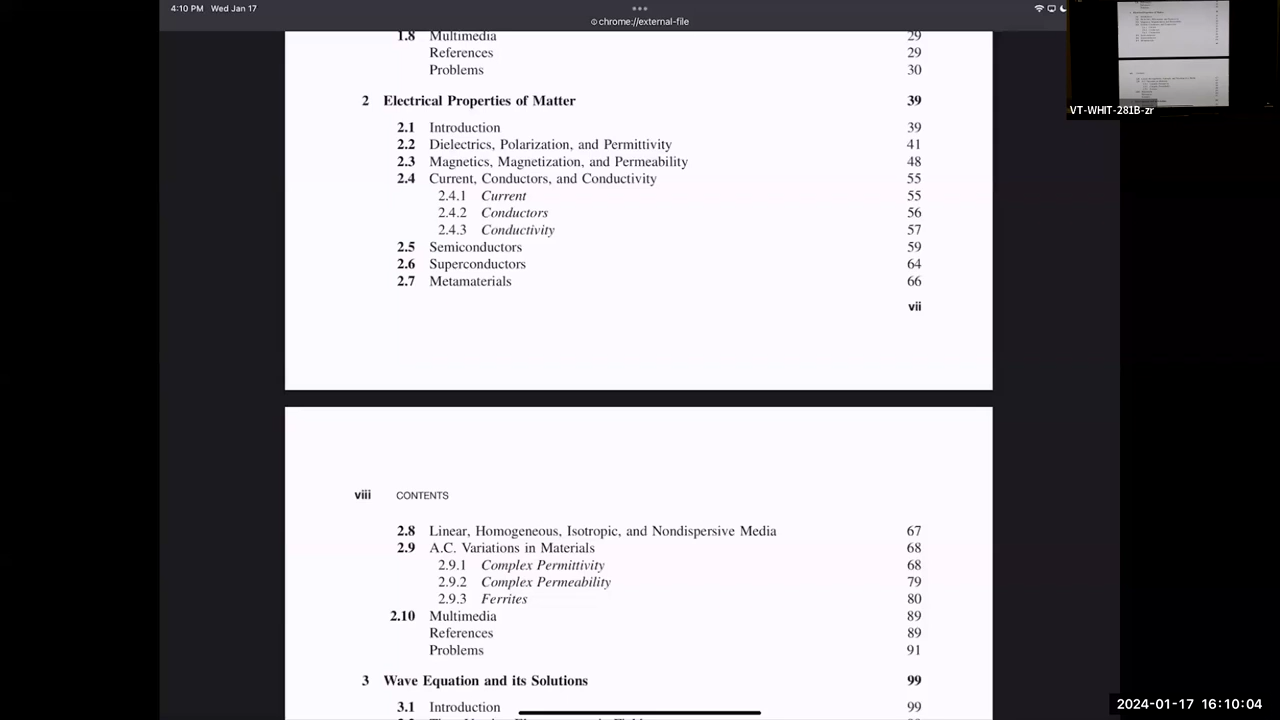 4:10 PM Wed Jan 17
chrome://external-file
1.8 Multimedia 29
References 29
Problems 30
2 Electrical Properties of Matter 39
2.1 Introduction 39
2.2 Dielectrics, Polarization, and Permittivity 41
2.3 Magnetics, Magnetization, and Permeability 48
2.4 Current, Conductors, and Conductivity 55
2.4.1 Current 55
2.4.2 Conductors 56
2.4.3 Conductivity 57
2.5 Semiconductors 59
2.6 Superconductors 64
2.7 Metamaterials 66
vii
viii CONTENTS
2.8 Linear, Homogeneous, Isotropic, and Nondispersive Media 67
2.9 A.C. Variations in Materials 68
2.9.1 Complex Permittivity 68
2.9.2 Complex Permeability 79
2.9.3 Ferrites 80
2.10 Multimedia 89
References 89
Problems 91
3 Wave Equation and its Solutions 99
3.1 Introduction 99
VT-WHIT-281B-zr
2024-01-17 16:10:04